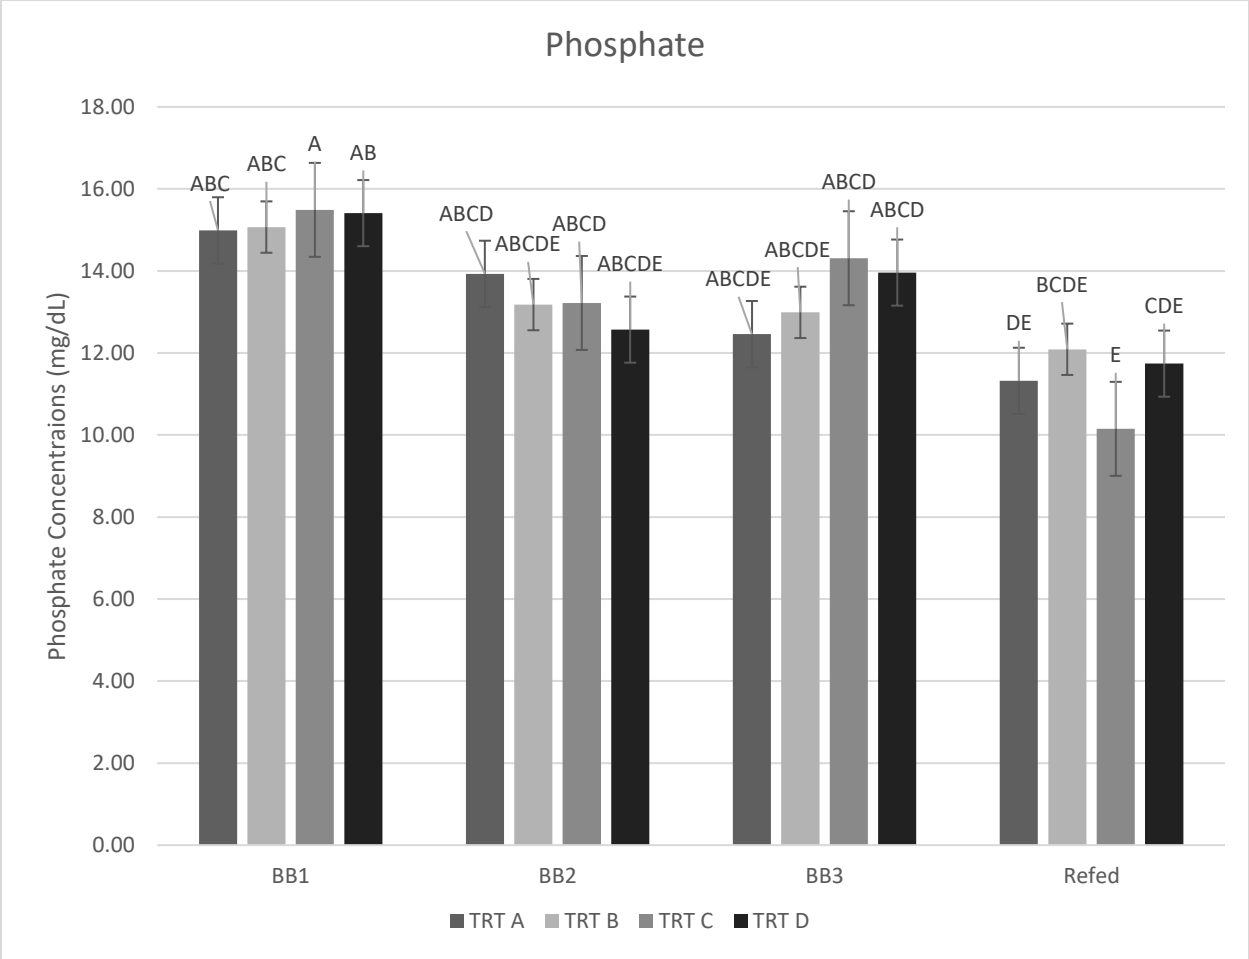 Phosphate
Phosphate Concentraions (mg/dL)
18.00
16.00
14.00
12.00
10.00
8.00
6.00
4.00
2.00
0.00
ABC
ABC
A
AB
ABCD
ABCDE
ABCD
ABCDE
ABCDE
ABCDE
ABCD
ABCD
DE
BCDE
E
CDE
BB1
BB2
BB3
Refed
TRT A
TRT B
TRT C
TRT D